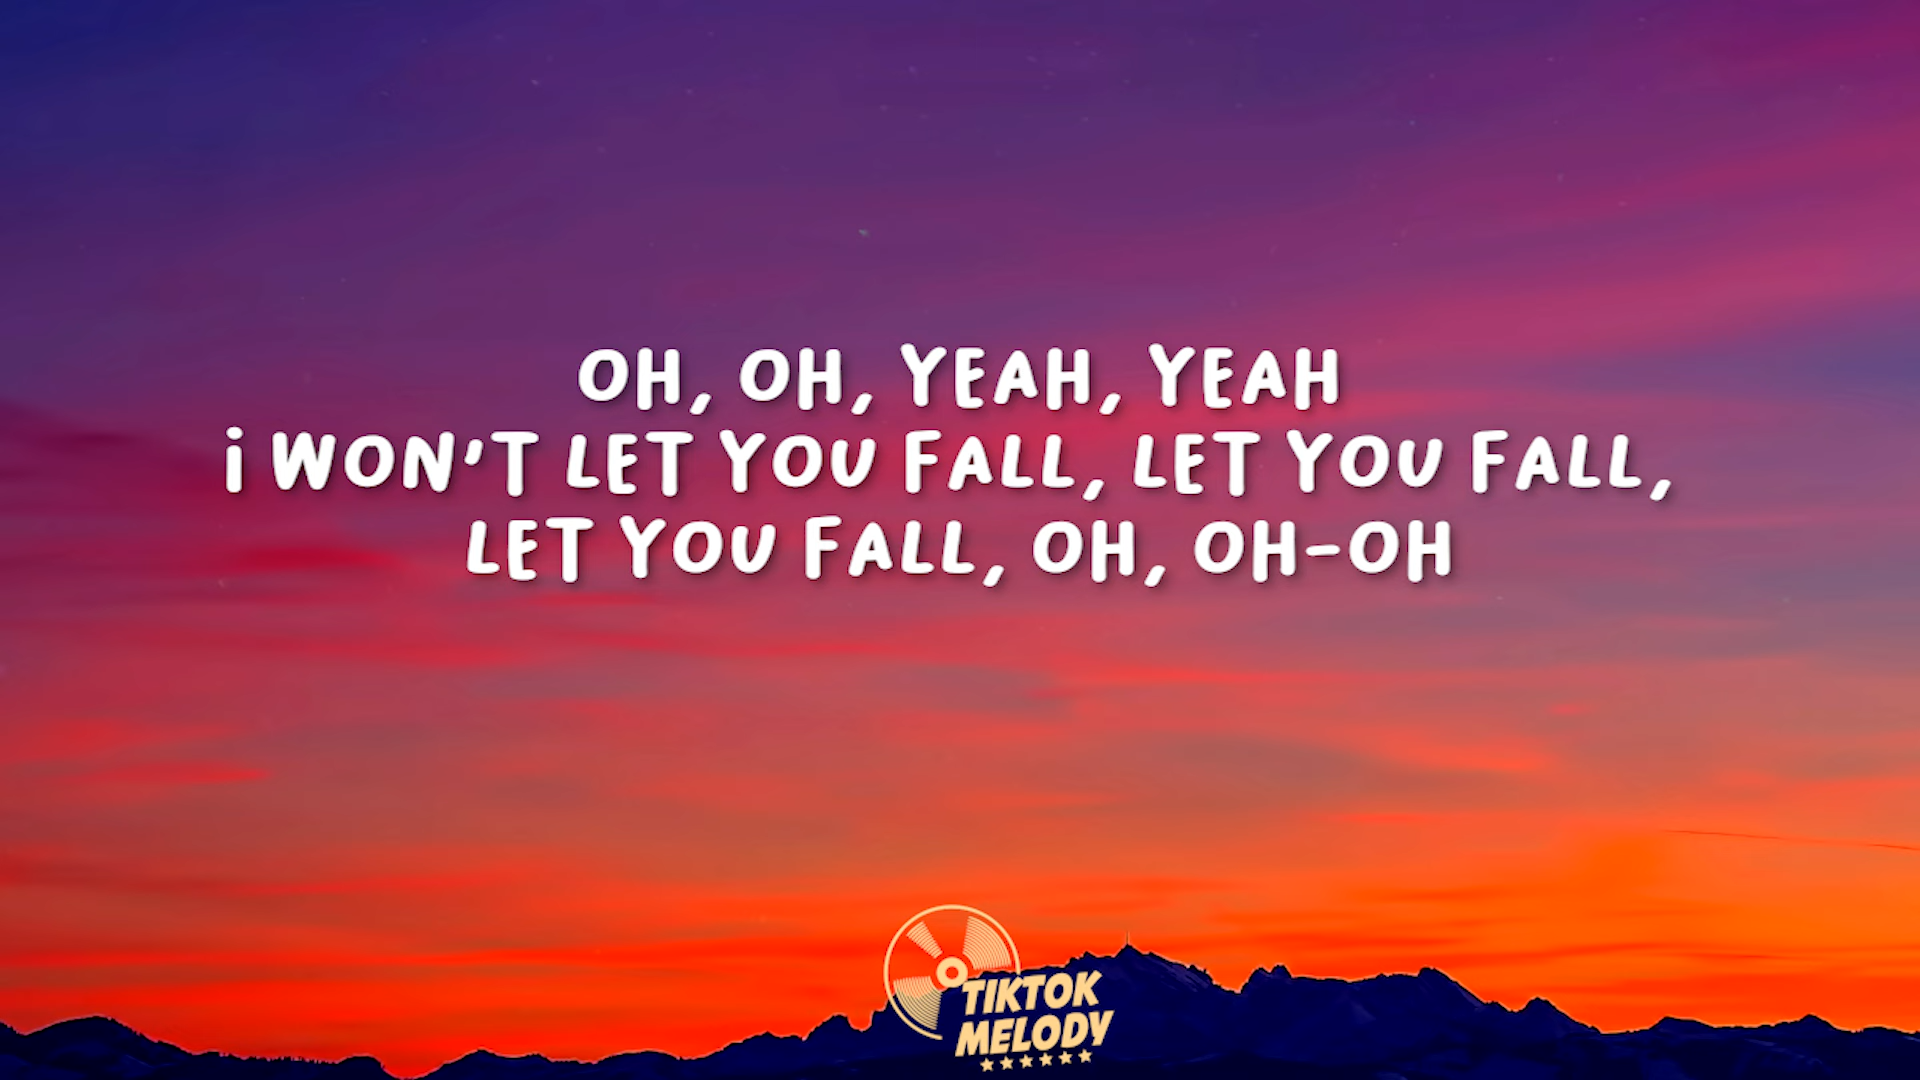 OH, OH, YEAH, YEAH
i WON'T LET YOU FALL, LET YOU FALL,
LET YOU FALL, OH, OH-OH
TIKTOK
MELODY